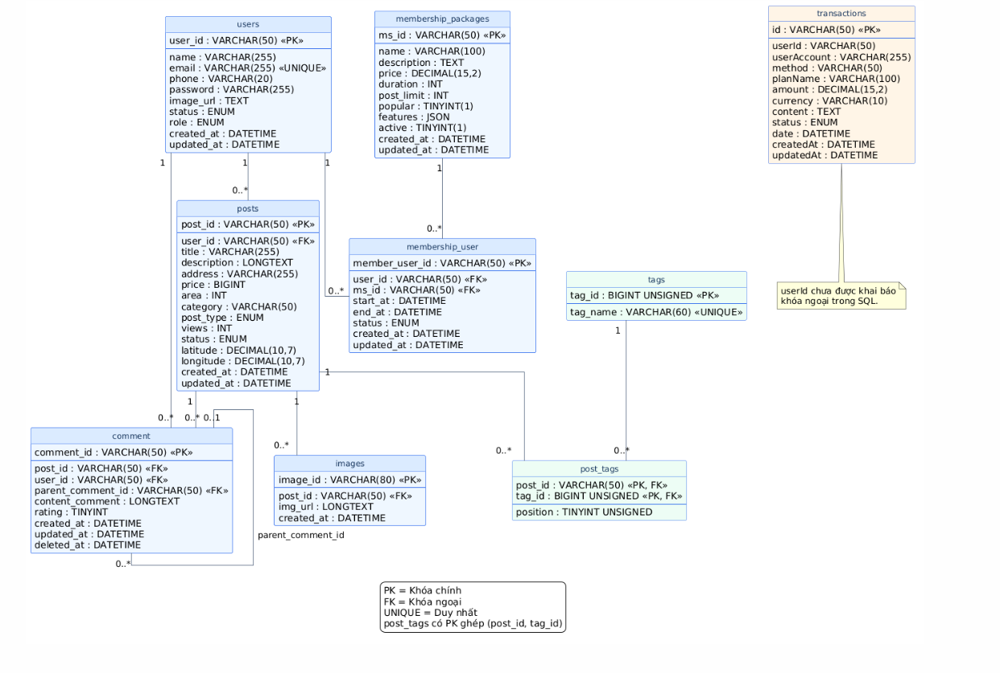 users
user_id : VARCHAR(50) «PK»
name : VARCHAR(255)
email : VARCHAR(255) «UNIQUE»
phone : VARCHAR(20)
password : VARCHAR(255)
image_url : TEXT
status : ENUM
role : ENUM
created_at : DATETIME
updated_at : DATETIME
membership_packages
ms_id : VARCHAR(50) «PK»
name : VARCHAR(100)
description : TEXT
price : DECIMAL(15,2)
duration : INT
post_limit : INT
popular : TINYINT(1)
features : JSON
active : TINYINT(1)
created_at : DATETIME
updated_at : DATETIME
transactions
id : VARCHAR(50) «PK»
userId : VARCHAR(50)
userAccount : VARCHAR(255)
method : VARCHAR(50)
planName : VARCHAR(100)
amount : DECIMAL(15,2)
currency : VARCHAR(10)
content : TEXT
status : ENUM
date : DATETIME
createdAt : DATETIME
updatedAt : DATETIME
1
1
1
1
0..*
0..*
posts
post_id : VARCHAR(50) «PK»
user_id : VARCHAR(50) «FK»
title : VARCHAR(255)
description : LONGTEXT
address : VARCHAR(255)
price : BIGINT
area : INT
category : VARCHAR(50)
post_type : ENUM
views : INT
status : ENUM
latitude : DECIMAL(10,7)
longitude : DECIMAL(10,7)
created_at : DATETIME
updated_at : DATETIME
0..*
membership_user
member_user_id : VARCHAR(50) «PK»
user_id : VARCHAR(50) «FK»
ms_id : VARCHAR(50) «FK»
start_at : DATETIME
end_at : DATETIME
status : ENUM
created_at : DATETIME
updated_at : DATETIME
tags
tag_id : BIGINT UNSIGNED «PK»
tag_name : VARCHAR(60) «UNIQUE»
userId chưa được khai báo
khóa ngoại trong SQL.
1
1
1
1
0..*
0..*
0..1
0..*
0..*
0..*
comment
comment_id : VARCHAR(50) «PK»
post_id : VARCHAR(50) «FK»
user_id : VARCHAR(50) «FK»
parent_comment_id : VARCHAR(50) «FK»
content_comment : LONGTEXT
rating : TINYINT
created_at : DATETIME
updated_at : DATETIME
deleted_at : DATETIME
images
image_id : VARCHAR(80) «PK»
post_id : VARCHAR(50) «FK»
img_url : LONGTEXT
created_at : DATETIME
post_tags
post_id : VARCHAR(50) «PK, FK»
tag_id : BIGINT UNSIGNED «PK, FK»
position : TINYINT UNSIGNED
parent_comment_id
0..*
PK = Khóa chính
FK = Khóa ngoại
UNIQUE = Duy nhất
post_tags có PK ghép (post_id, tag_id)